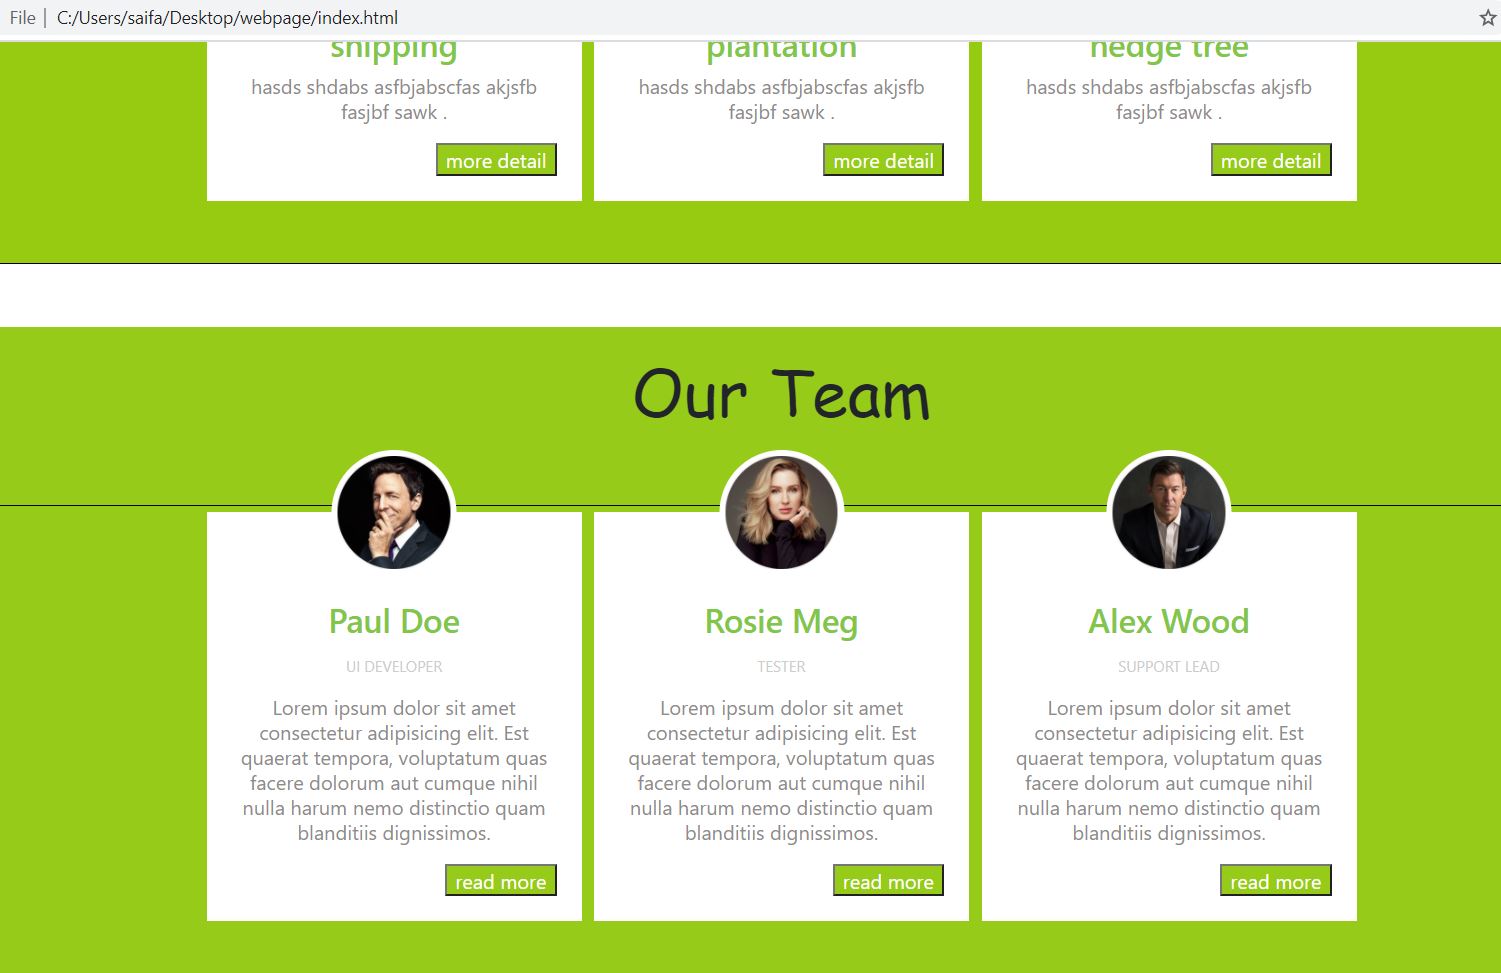 File | C:/Users/saifa/Desktop/webpage/index.html
shipping
plantation
hedge tree
hasds shdabs asfbjabscfas akjsfb
fasjbf sawk .
hasds shdabs asfbjabscfas akjsfb
fasjbf sawk .
hasds shdabs asfbjabscfas akjsfb
fasjbf sawk .
more detail
more detail
more detail
Our Team
Paul Doe
UI DEVELOPER
Lorem ipsum dolor sit amet
consectetur adipisicing elit. Est
quaerat tempora, voluptatum quas
facere dolorum aut cumque nihil
nulla harum nemo distinctio quam
blanditiis dignissimos.
read more
Rosie Meg
TESTER
Lorem ipsum dolor sit amet
consectetur adipisicing elit. Est
quaerat tempora, voluptatum quas
facere dolorum aut cumque nihil
nulla harum nemo distinctio quam
blanditiis dignissimos.
read more
Alex Wood
SUPPORT LEAD
Lorem ipsum dolor sit amet
consectetur adipisicing elit. Est
quaerat tempora, voluptatum quas
facere dolorum aut cumque nihil
nulla harum nemo distinctio quam
blanditiis dignissimos.
read more